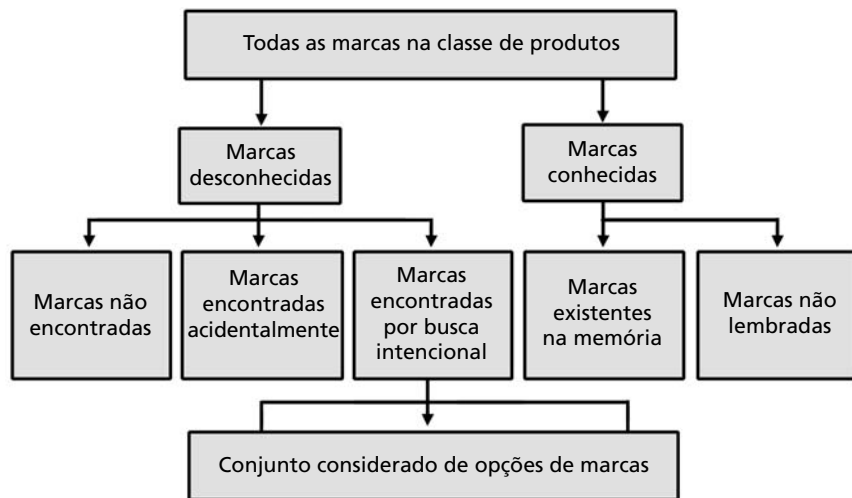 Todas as marcas na classe de produtos
Marcas
desconhecidas
Marcas
conhecidas
Marcas não
encontradas
Marcas
encontradas
acidentalmente
Marcas
encontradas
por busca
intencional
Marcas
existentes
na memória
Marcas não
lembradas
Conjunto considerado de opções de marcas